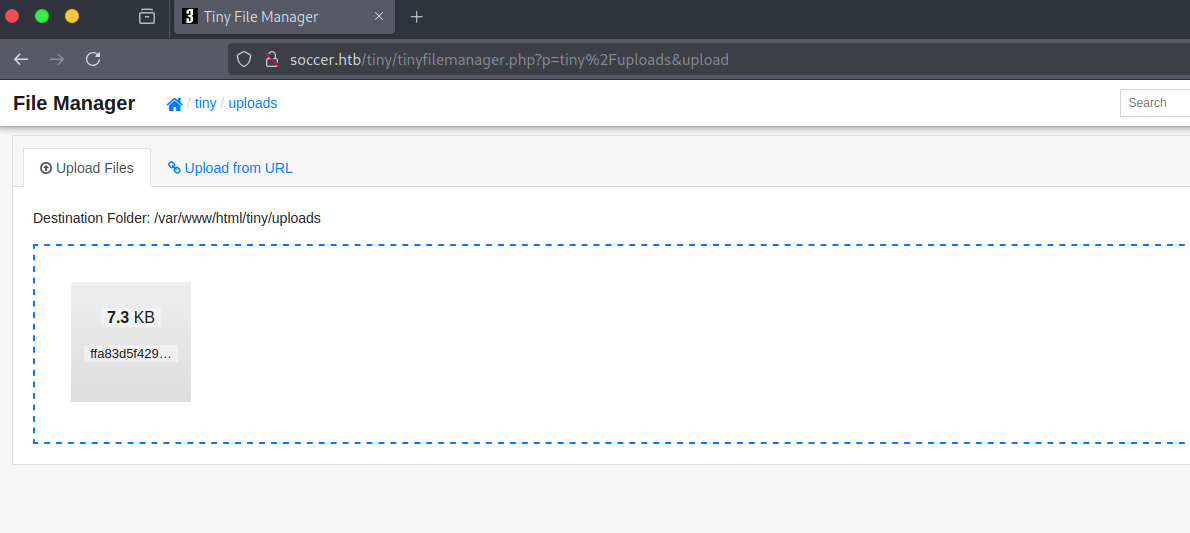 Tiny File Manager
soccer.htb/tiny/tinyfilemanager.php?p=tiny%2Fuploads&upload
File Manager / tiny / uploads Search
Upload Files Upload from URL
Destination Folder: /var/www/html/tiny/uploads
7.3 KB
ffa83d5f429…